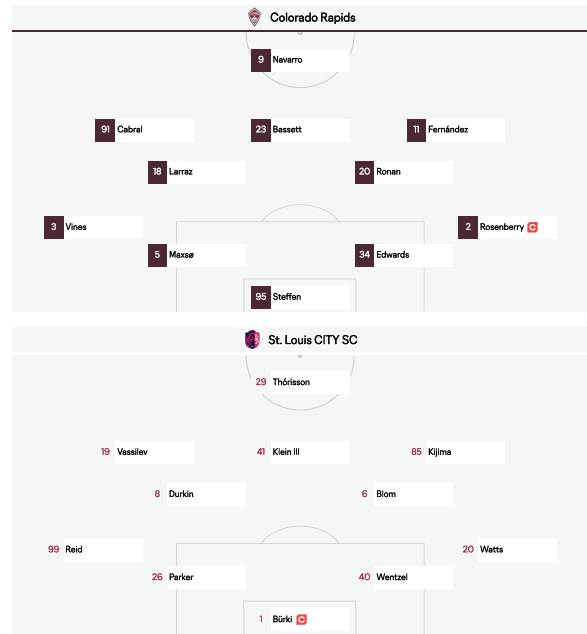 Colorado Rapids
9 Navarro
91 Cabral 23 Bassett 11 Fernández
18 Larraz 20 Ronan
3 Vines 2 Rosenberry C
5 Maxsø 34 Edwards
95 Steffen
St. Louis CITY SC
29 Thórisson
19 Vassilev 41 Klein III 85 Kijima
8 Durkin 6 Blom
99 Reid 20 Watts
26 Parker 40 Wentzel
1 Bürki C